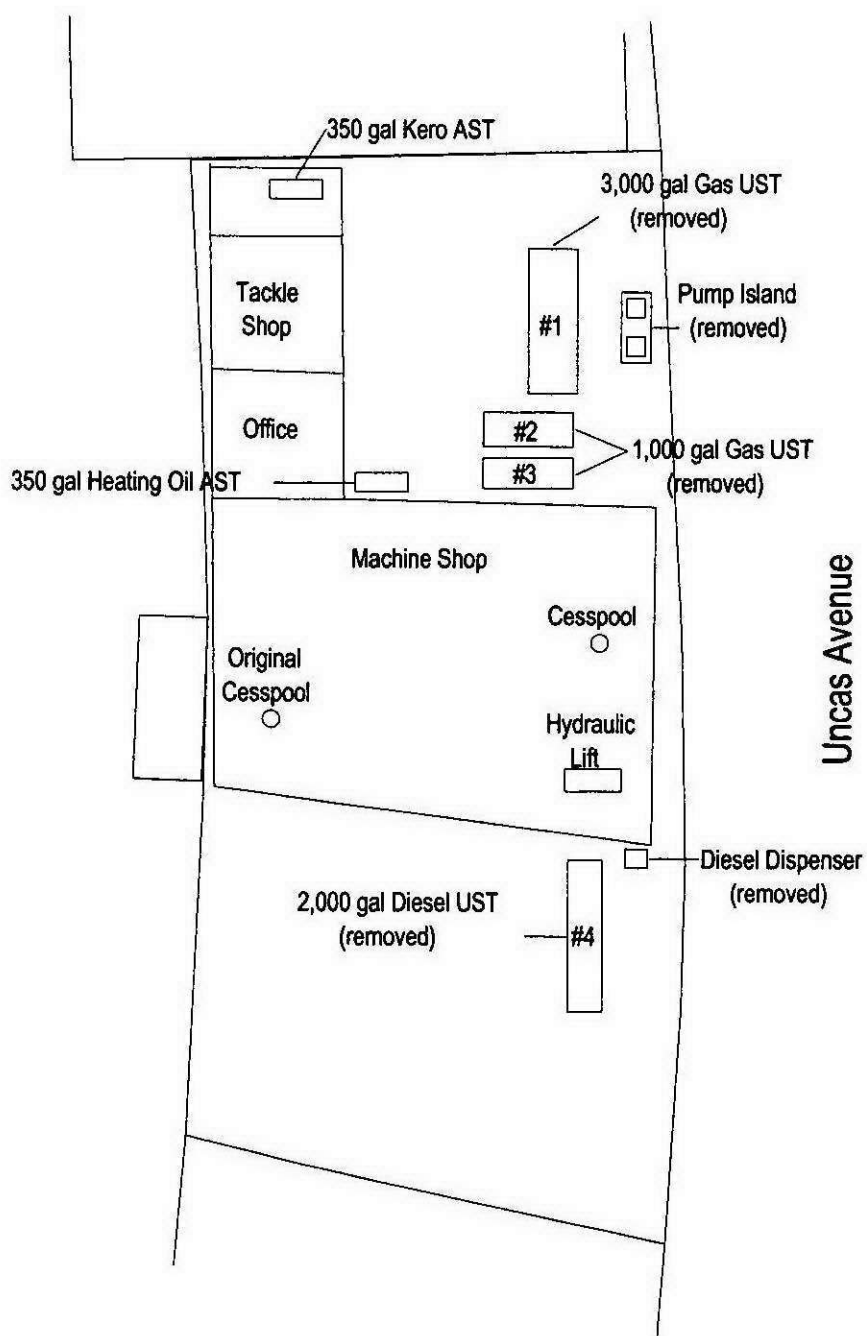 350 gal Kero AST
3,000 gal Gas UST
(removed)
Tackle
Shop
#1
Pump Island
(removed)
Office
#2
#3
1,000 gal Gas UST
(removed)
350 gal Heating Oil AST
Machine Shop
Cesspool
Original
Cesspool
Hydraulic
Lift
Uncas Avenue
Diesel Dispenser
(removed)
2,000 gal Diesel UST
(removed)
#4